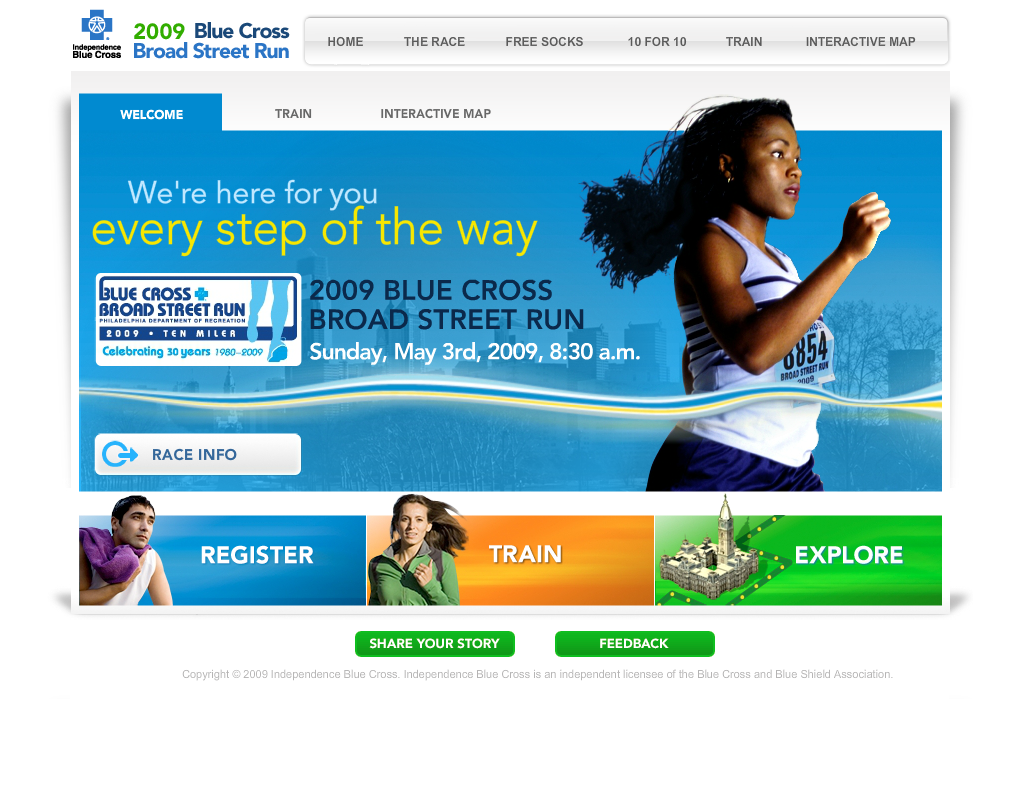 Independence
Blue Cross
2009 Blue Cross
Broad Street Run
HOME
THE RACE
FREE SOCKS
10 FOR 10
TRAIN
INTERACTIVE MAP
WELCOME
TRAIN
INTERACTIVE MAP
We're here for you
every step of the way
BLUE CROSS
BROAD STREET RUN
PHILADELPHIA DEPARTMENT OF RECREATION
2009 • TEN MILER
Celebrating 30 years 1980–2009
2009 BLUE CROSS
BROAD STREET RUN
Sunday, May 3rd, 2009, 8:30 a.m.
8854
BROAD STREET RUN
2009
RACE INFO
REGISTER
TRAIN
EXPLORE
SHARE YOUR STORY
FEEDBACK
Copyright © 2009 Independence Blue Cross. Independence Blue Cross is an independent licensee of the Blue Cross and Blue Shield Association.